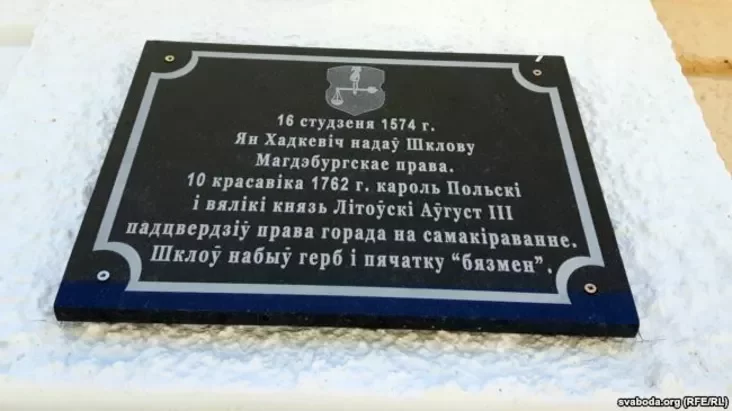 16 студзеня 1574 г.
Ян Хадкевіч надаў Шклову
Магдэбургскае права.
10 красавіка 1762 г. кароль Польскі
і вялікі князь Літоўскі Аўгуст III
падцвердзіў права горада на самакіраванне.
Шклоў набыў герб і пячатку “бязмен”.
svaboda.org (RFE/RL)